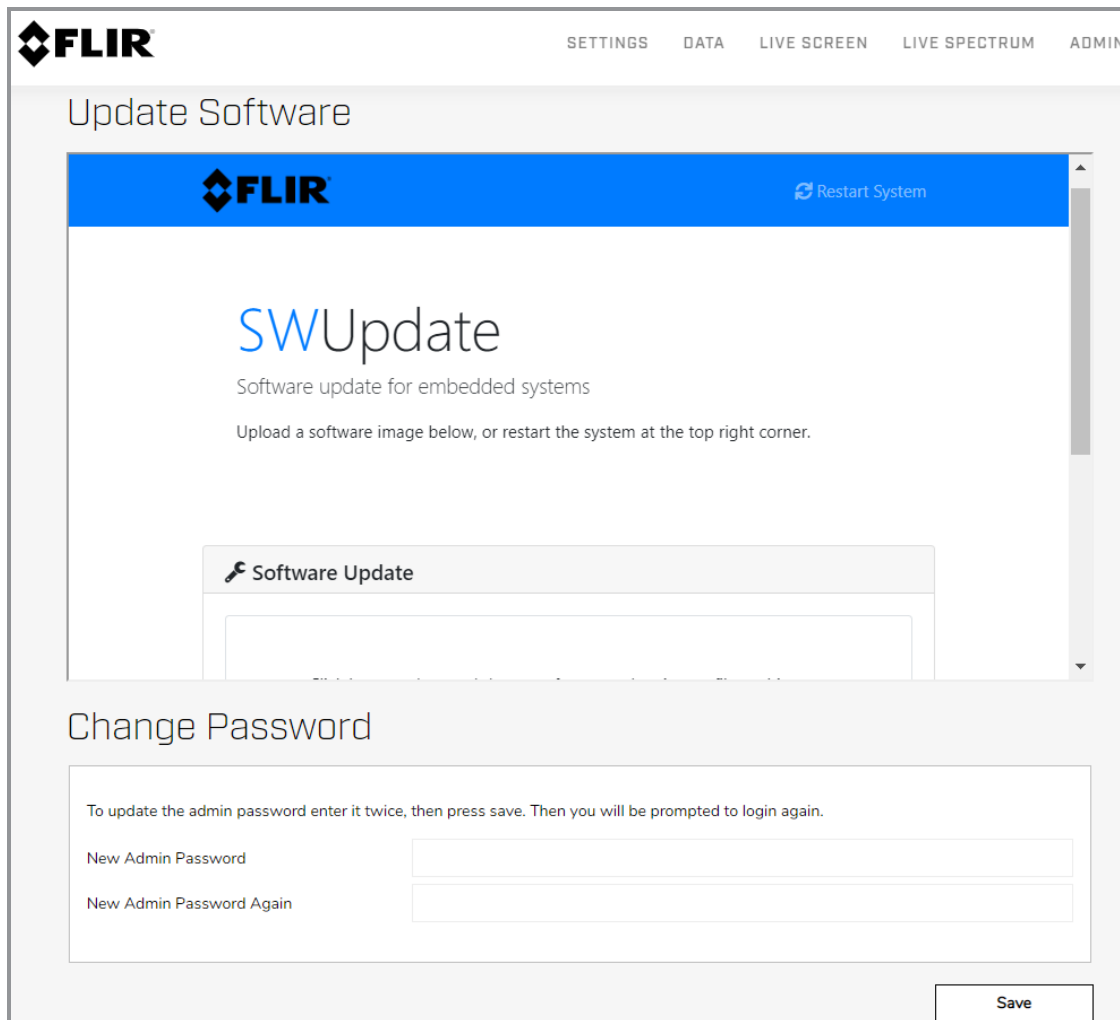 FLIR
SETTINGS DATA LIVE SCREEN LIVE SPECTRUM ADMIN
Update Software
FLIR
Restart System
SWUpdate
Software update for embedded systems
Upload a software image below, or restart the system at the top right corner.
Software Update
Change Password
To update the admin password enter it twice, then press save. Then you will be prompted to login again.
New Admin Password
New Admin Password Again
Save